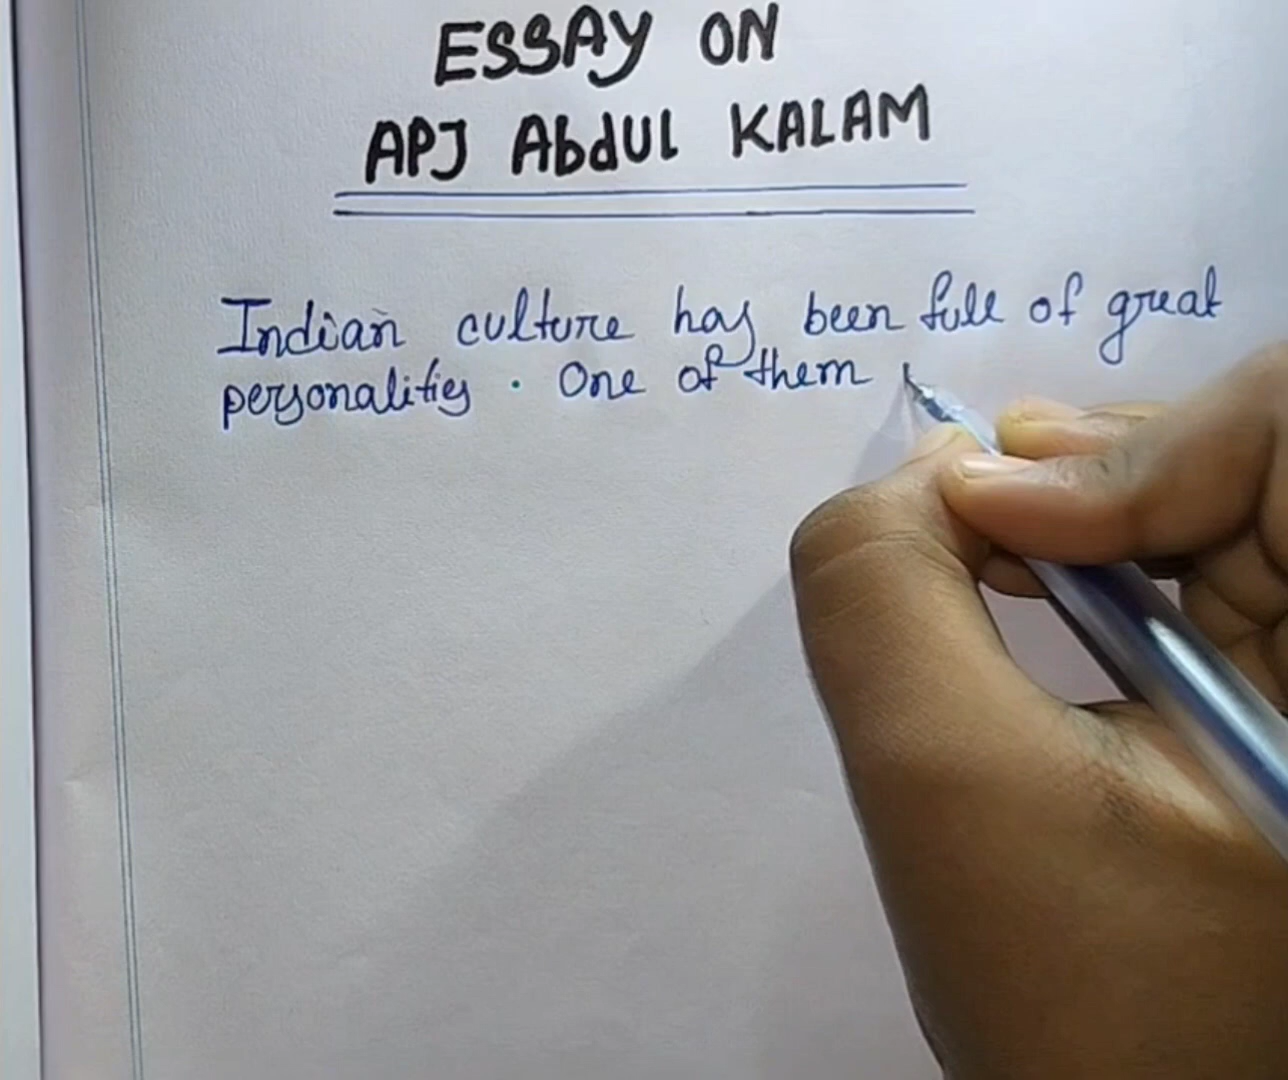 ESSAY ON
APJ Abdul KALAM
Indian culture has been full of great
personalities. One of them